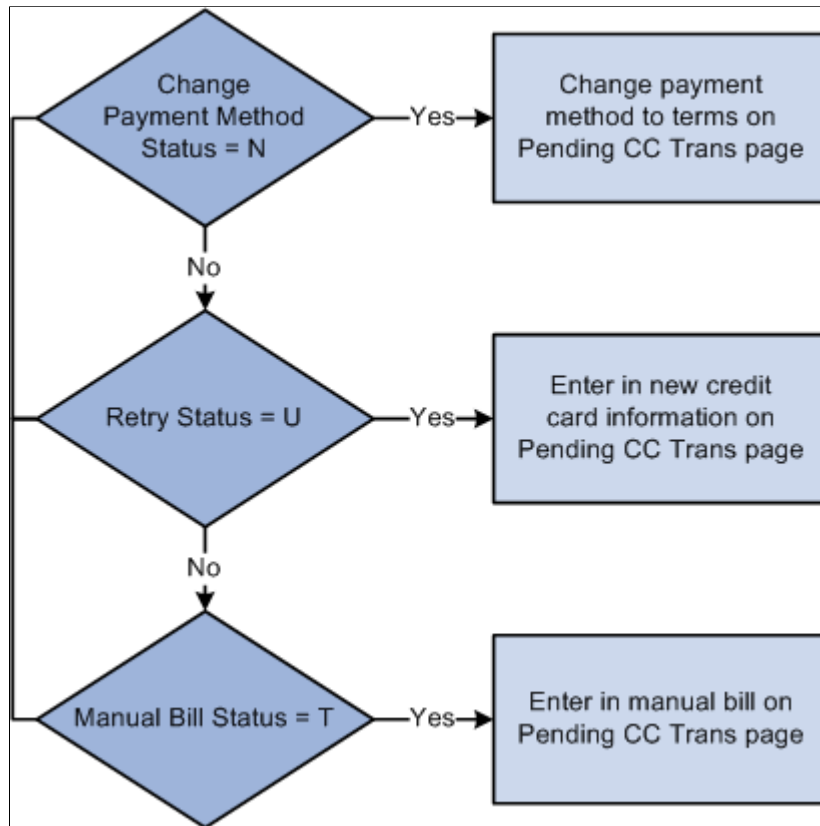 Change
Payment Method
Status = N
Yes
Change payment
method to terms on
Pending CC Trans page
No
Retry Status = U
Yes
Enter in new credit
card information on
Pending CC Trans page
No
Manual Bill Status = T
Yes
Enter in manual bill on
Pending CC Trans page